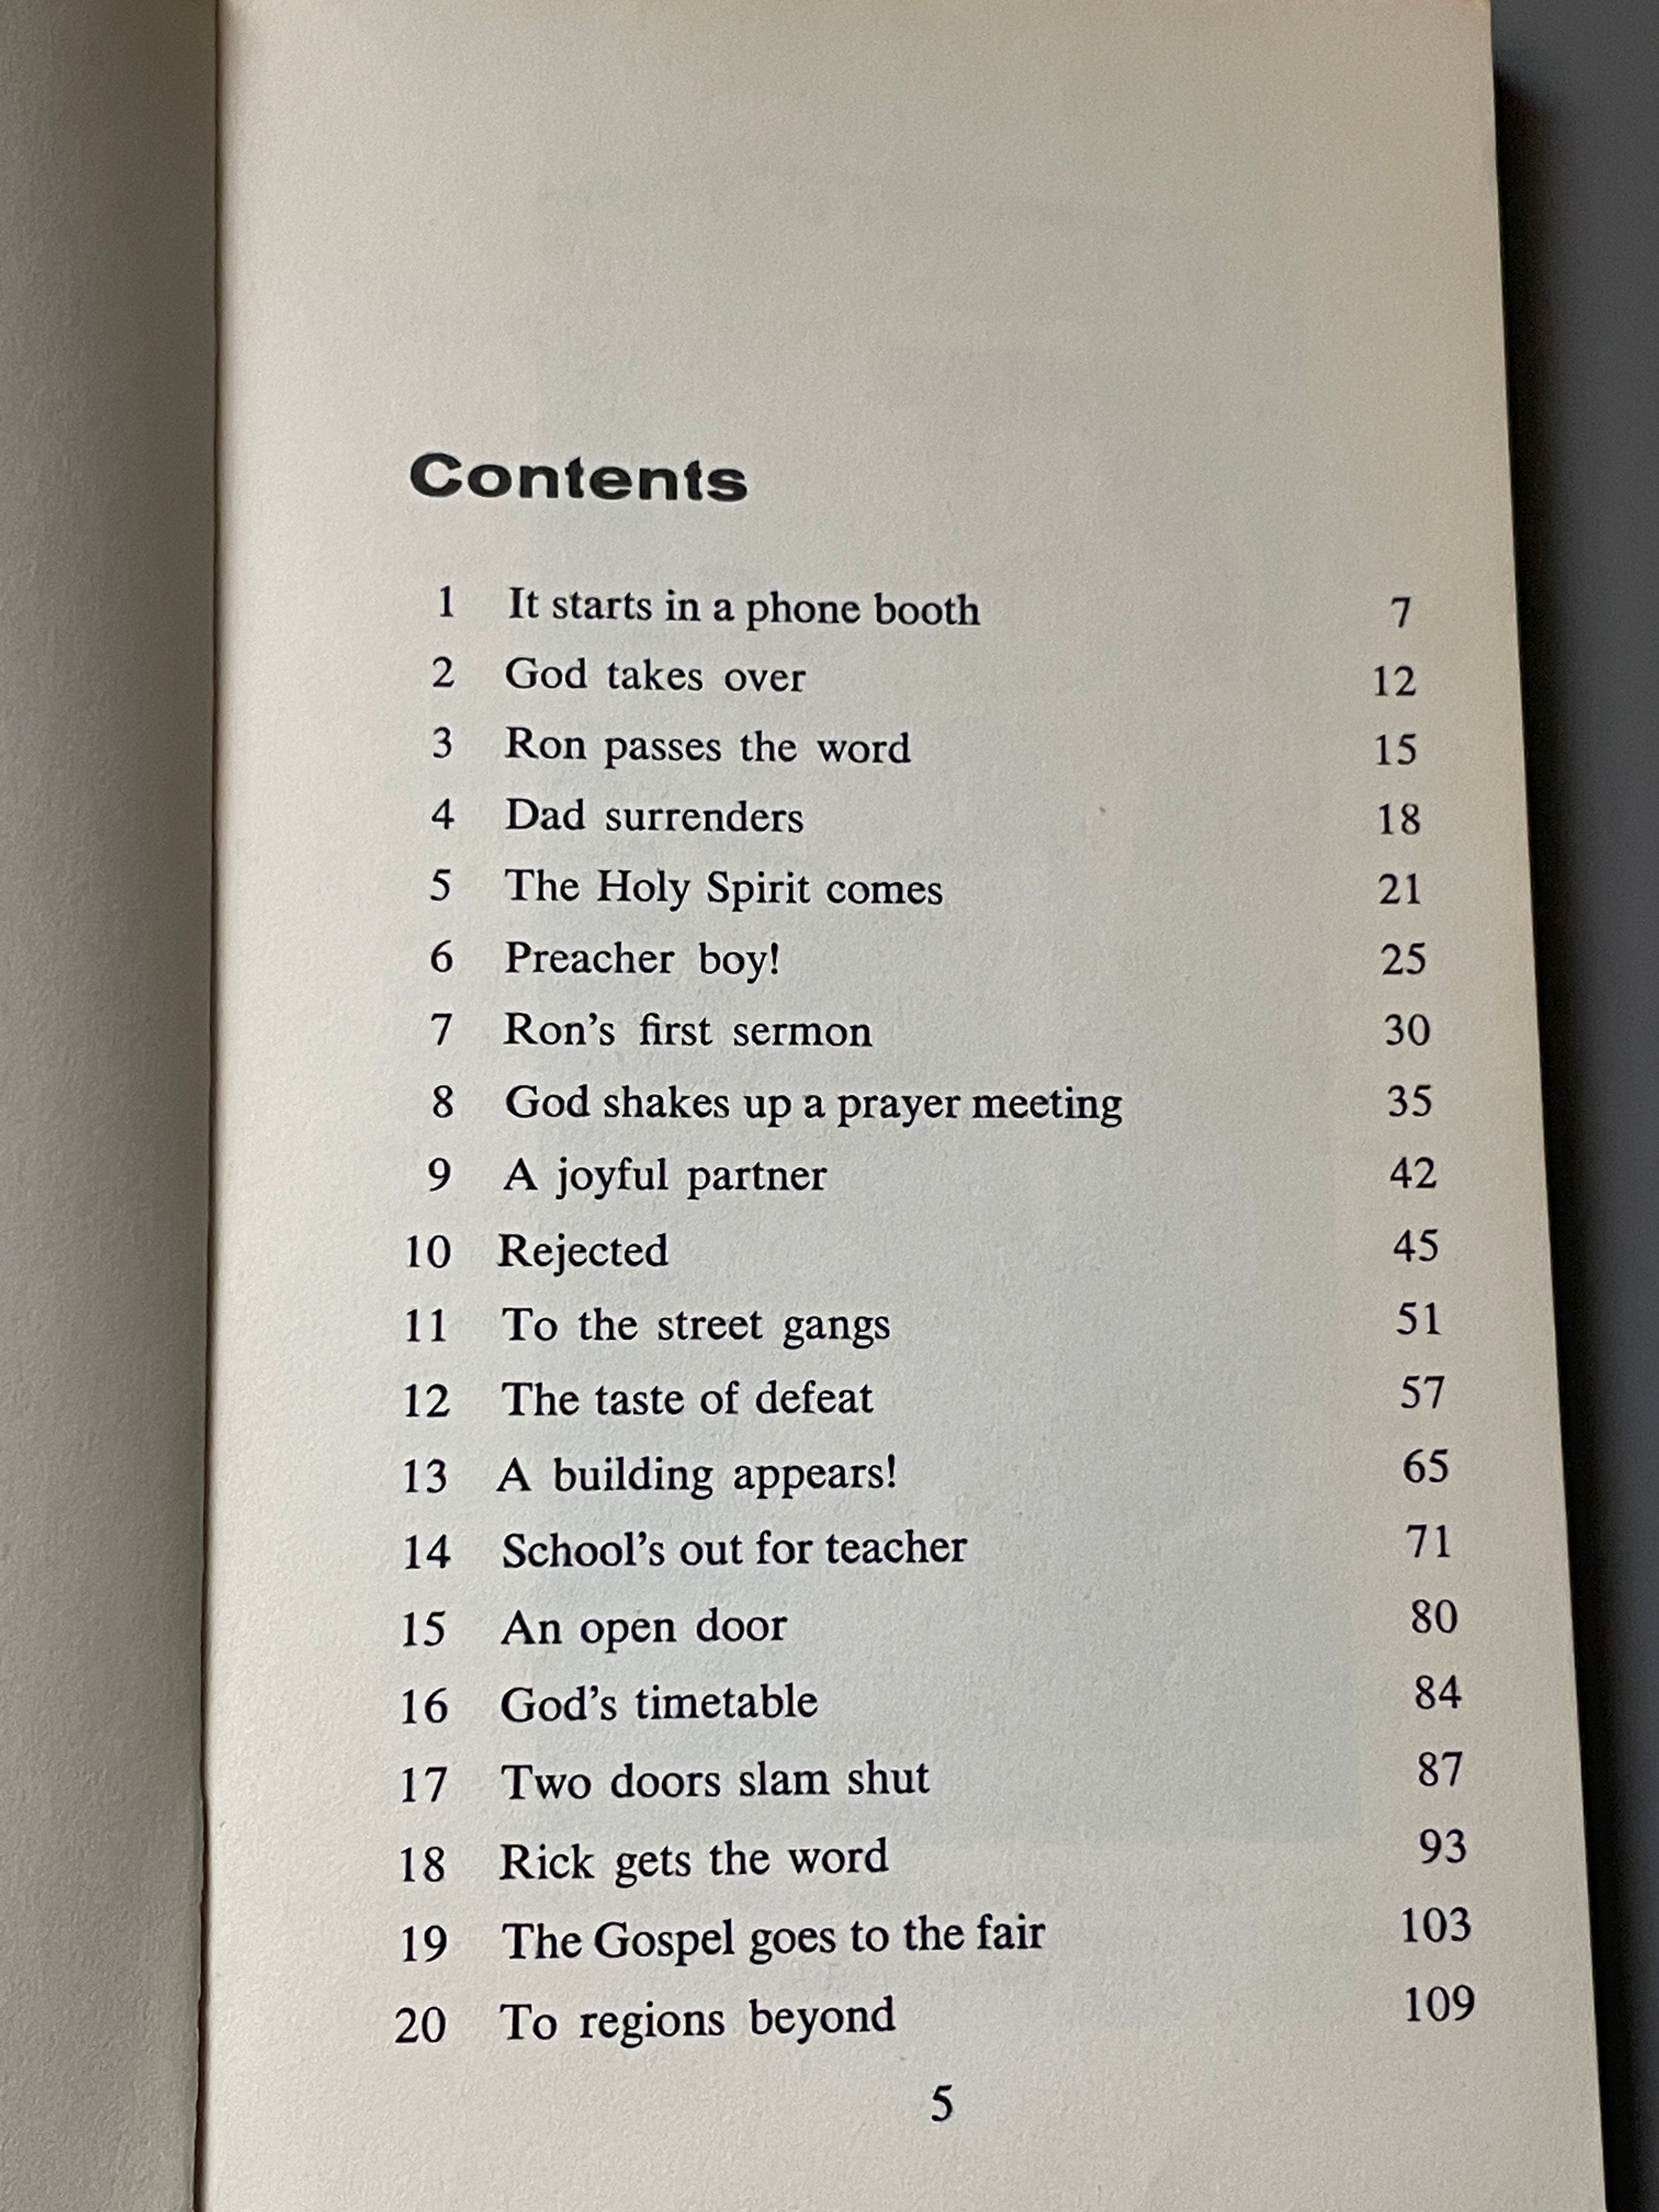 Contents
1 It starts in a phone booth 7
2 God takes over 12
3 Ron passes the word 15
4 Dad surrenders 18
5 The Holy Spirit comes 21
6 Preacher boy! 25
7 Ron's first sermon 30
8 God shakes up a prayer meeting 35
9 A joyful partner 42
10 Rejected 45
11 To the street gangs 51
12 The taste of defeat 57
13 A building appears! 65
14 School's out for teacher 71
15 An open door 80
16 God's timetable 84
17 Two doors slam shut 87
18 Rick gets the word 93
19 The Gospel goes to the fair 103
20 To regions beyond 109
5